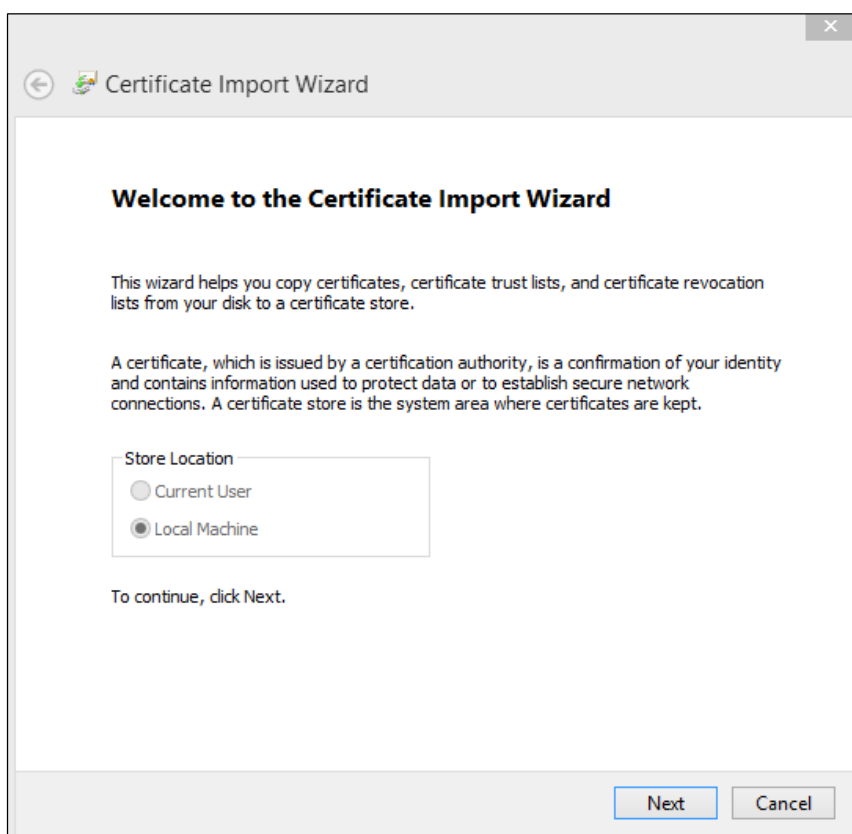 Certificate Import Wizard
Welcome to the Certificate Import Wizard
This wizard helps you copy certificates, certificate trust lists, and certificate revocation
lists from your disk to a certificate store.
A certificate, which is issued by a certification authority, is a confirmation of your identity
and contains information used to protect data or to establish secure network
connections. A certificate store is the system area where certificates are kept.
Store Location
Current User
Local Machine
To continue, click Next.
Next Cancel